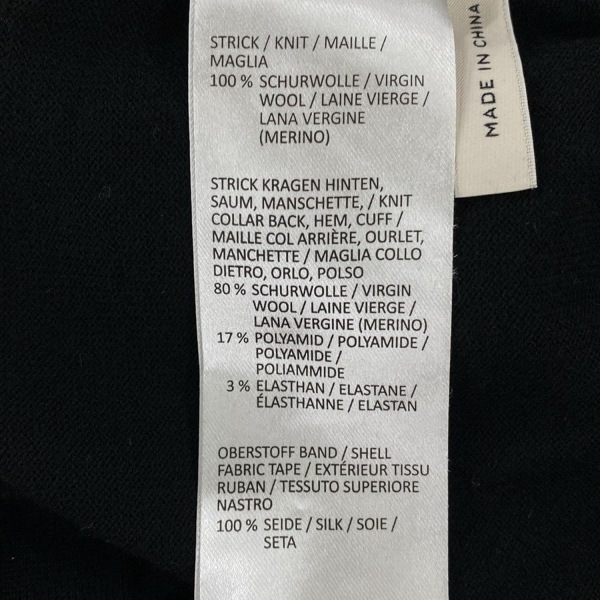 STRICK / KNIT / MAILLE /
MAGLIA
100 % SCHURWOLLE / VIRGIN
WOOL / LAINE VIERGE /
LANA VERGINE
(MERINO)
STRICK KRAGEN HINTEN,
SAUM, MANSCHETTE, / KNIT
COLLAR BACK, HEM, CUFF /
MAILLE COL ARRIÈRE, OURLET,
MANCHETTE / MAGLIA COLLO
DIETRO, ORLO, POLSO
80 % SCHURWOLLE / VIRGIN
WOOL / LAINE VIERGE /
LANA VERGINE (MERINO)
17 % POLYAMID / POLYAMIDE /
POLYAMIDE /
POLIAMMIDE
3 % ELASTHAN / ELASTANE /
ÉLASTHANNE / ELASTAN
OBERSTOFF BAND / SHELL
FABRIC TAPE / EXTÉRIEUR TISSU
RUBAN / TESSUTO SUPERIORE
NASTRO
100 % SEIDE / SILK / SOIE /
SETA
MADE IN CHINA